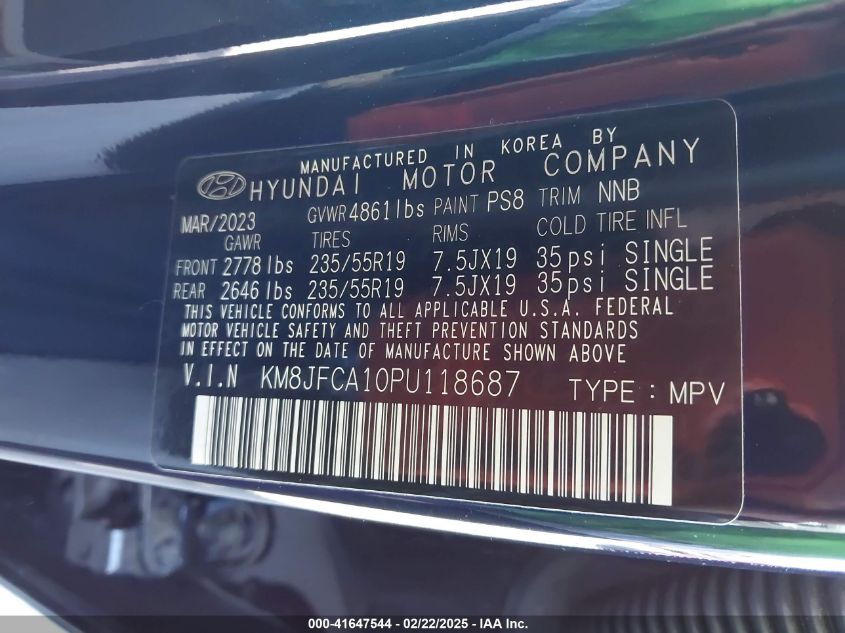 MANUFACTURED IN KOREA BY
HYUNDAI MOTOR COMPANY
MAR/2023 GVWR 4861lbs PAINT PS8 TRIM NNB
GAWR TIRES RIMS COLD TIRE INFL
FRONT 2778 lbs 235/55R19 7.5JX19 35psi SINGLE
REAR 2646 lbs 235/55R19 7.5JX19 35psi SINGLE
THIS VEHICLE CONFORMS TO ALL APPLICABLE U.S.A. FEDERAL
MOTOR VEHICLE SAFETY AND THEFT PREVENTION STANDARDS
IN EFFECT ON THE DATE OF MANUFACTURE SHOWN ABOVE.
V.I.N KM8JFCA10PU118687 TYPE : MPV
000-41647544 - 02/22/2025 - IAA Inc.